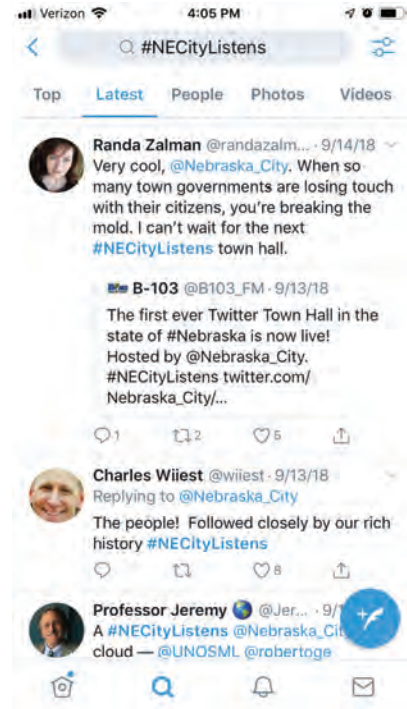 Verizon 4:05 PM
#NECityListens
Top Latest People Photos Videos
Randa Zalman @randazalm... · 9/14/18
Very cool, @Nebraska_City. When so
many town governments are losing touch
with their citizens, you're breaking the
mold. I can't wait for the next
#NECityListens town hall.
B-103 @B103_FM · 9/13/18
The first ever Twitter Town Hall in the
state of #Nebraska is now live!
Hosted by @Nebraska_City.
#NECityListens twitter.com/
Nebraska_City/...
1 2 5
Charles Wiiest @wiiest · 9/13/18
Replying to @Nebraska_City
The people! Followed closely by our rich
history #NECityListens
8
Professor Jeremy @Jer... · 9/1
A #NECityListens @Nebraska_Cit
cloud — @UNOSML @robertoge